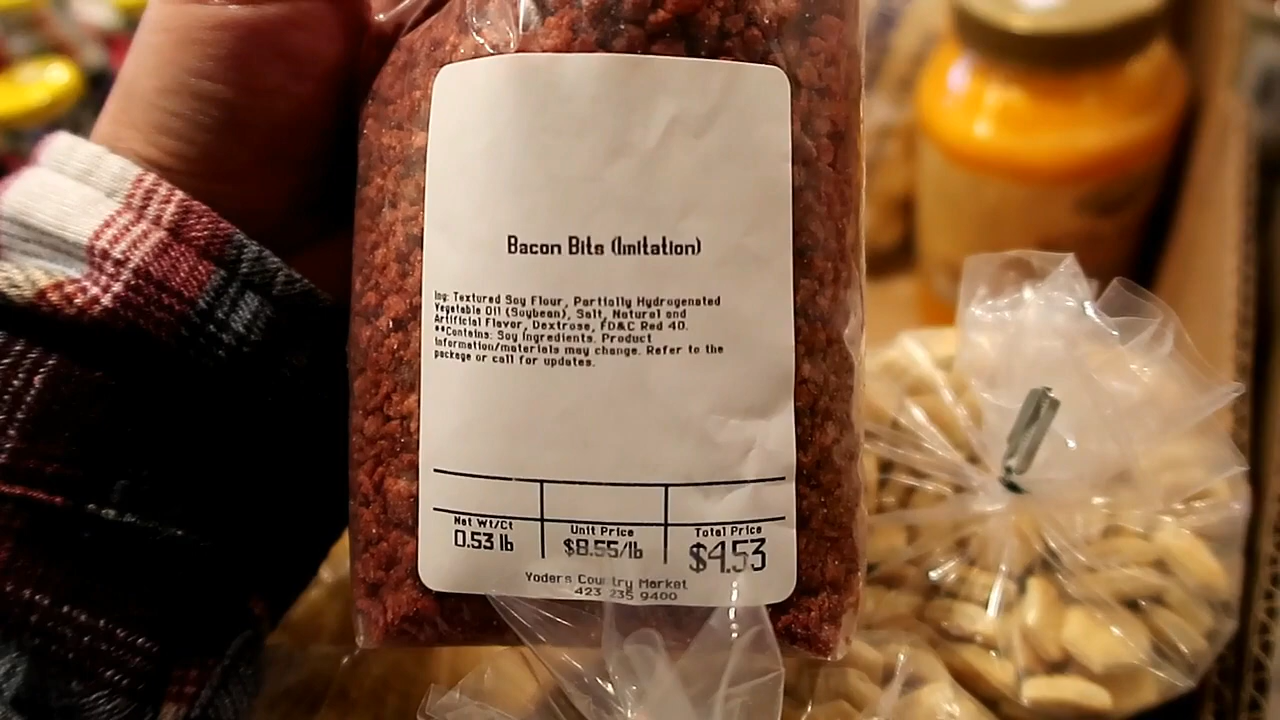 Bacon Bits (Imitation)
Ing: Textured Soy Flour, Partially Hydrogenated
Vegetable Oil (Soybean), Salt, Natural and
Artificial Flavor, Dextrose, FD&C Red 40.
**Contains: Soy Ingredients. Product
information/materials may change. Refer to the
package or call for updates.
Net Wt/Ct
0.53 lb
Unit Price
$8.55/lb
Total Price
$4.53
Yoders Country Market
423 235 9400